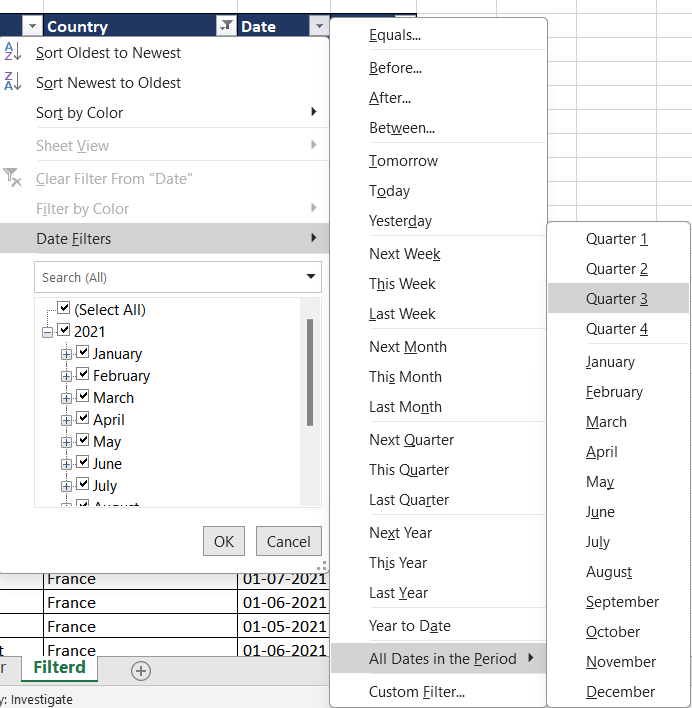 Country
Date
Sort Oldest to Newest
Sort Newest to Oldest
Sort by Color
Sheet View
Clear Filter From "Date"
Filter by Color
Date Filters
Search (All)
(Select All)
2021
January
February
March
April
May
June
July
August
OK
Cancel
France 01-07-2021
France 01-06-2021
France 01-05-2021
t France 01-06-2021
r Filterd
y: Investigate
Equals...
Before...
After...
Between...
Tomorrow
Today
Yesterday
Next Week
This Week
Last Week
Next Month
This Month
Last Month
Next Quarter
This Quarter
Last Quarter
Next Year
This Year
Last Year
Year to Date
All Dates in the Period
Custom Filter...
Quarter 1
Quarter 2
Quarter 3
Quarter 4
January
February
March
April
May
June
July
August
September
October
November
December